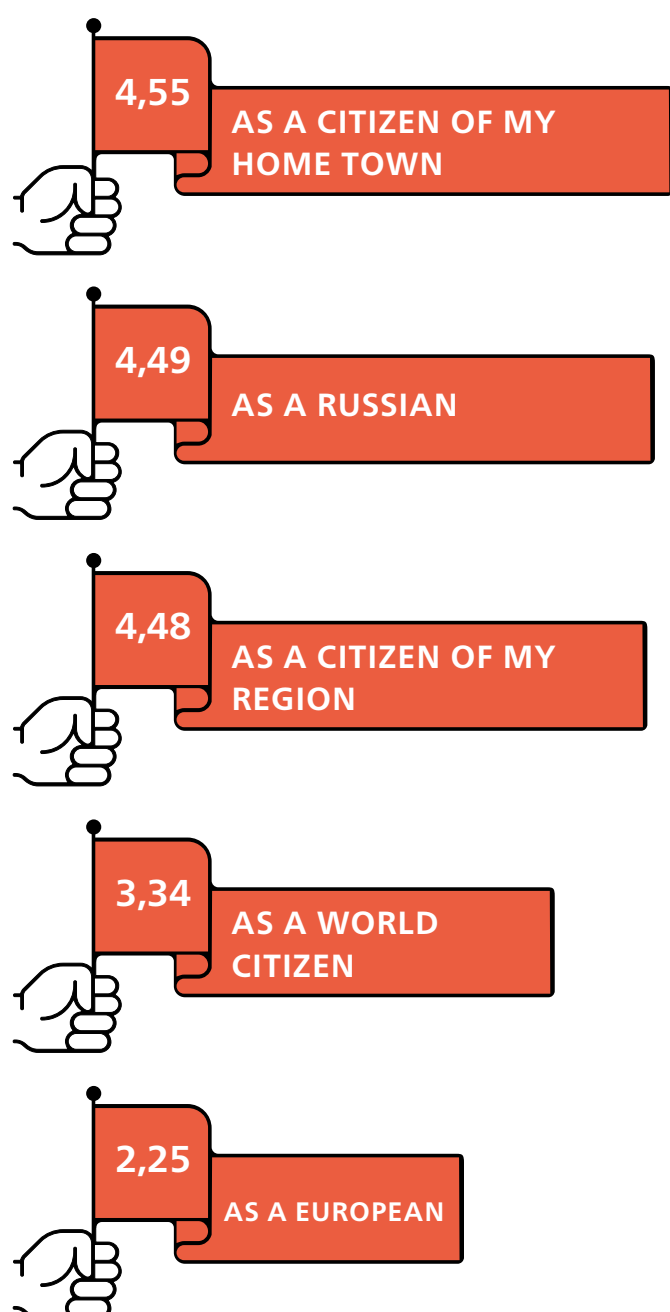 4,55
AS A CITIZEN OF MY
HOME TOWN
4,49
AS A RUSSIAN
4,48
AS A CITIZEN OF MY
REGION
3,34
AS A WORLD
CITIZEN
2,25
AS A EUROPEAN